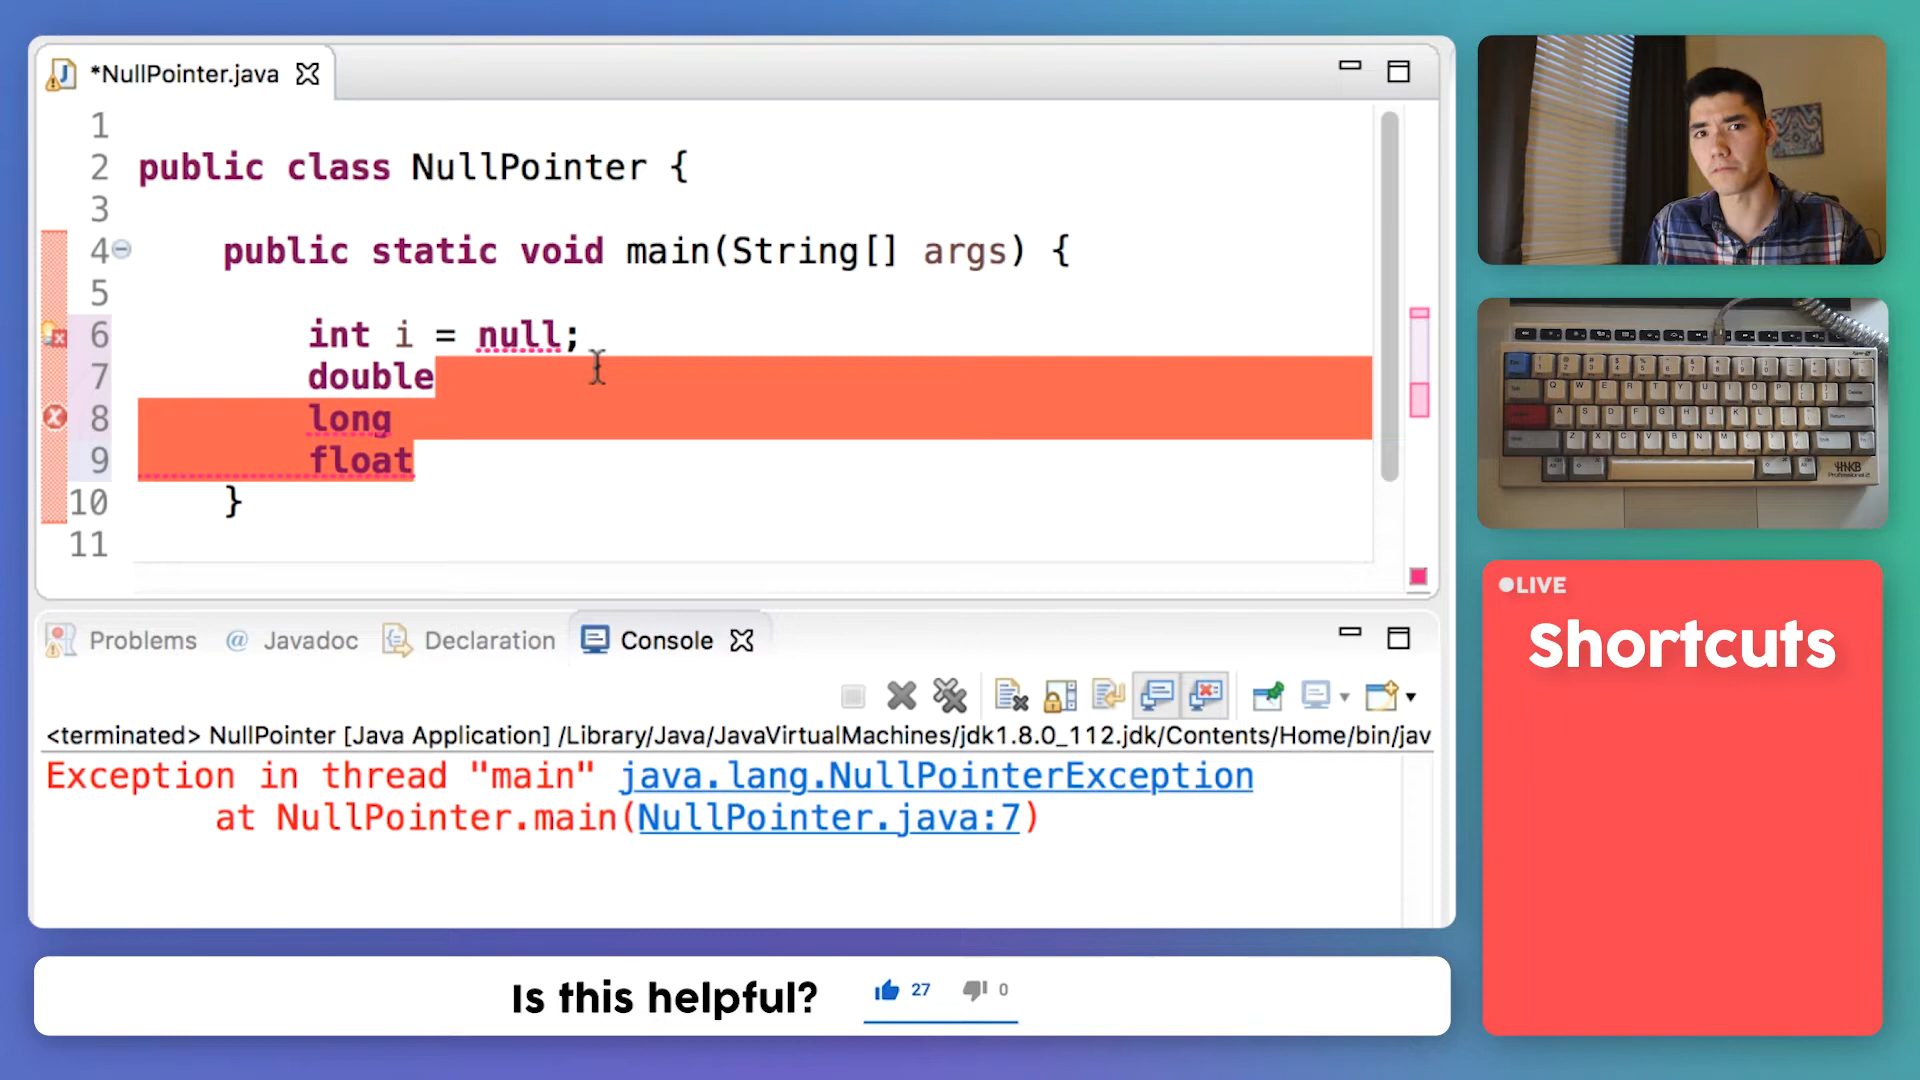 *NullPointer.java
1
2 public class NullPointer {
3
4 public static void main(String[] args) {
5
6 int i = null;
7 double
8 long
9 float
10 }
11
Problems @ Javadoc Declaration Console
<terminated> NullPointer [Java Application] /Library/Java/JavaVirtualMachines/jdk1.8.0_112.jdk/Contents/Home/bin/jav
Exception in thread "main" java.lang.NullPointerException
at NullPointer.main(NullPointer.java:7)
Is this helpful? 27 0
LIVE
Shortcuts
HHKB